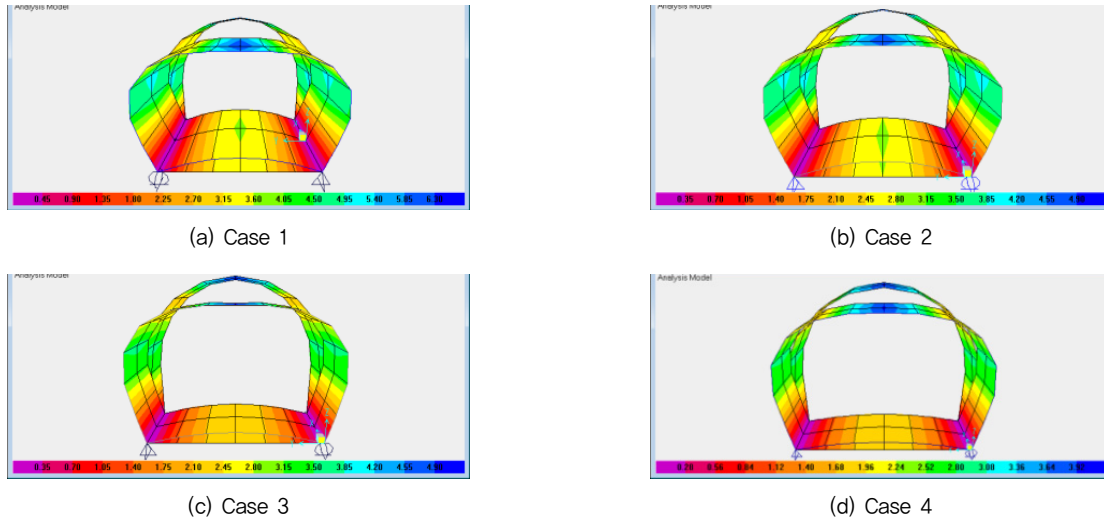 Analysis Model
0.45 0.90 1.35 1.80 2.25 2.70 3.15 3.60 4.05 4.50 4.95 5.40 5.85 6.30
(a) Case 1
0.35 0.70 1.05 1.40 1.75 2.10 2.45 2.80 3.15 3.50 3.85 4.20 4.55 4.90
(b) Case 2
Analysis Model
0.35 0.70 1.05 1.40 1.75 2.10 2.45 2.80 3.15 3.50 3.85 4.20 4.55
(c) Case 3
Analysis Model
0.28 0.56 0.84 1.12 1.40 1.68 1.96 2.24 2.52 2.80 3.08 3.36 3.64 3.92
(d) Case 4